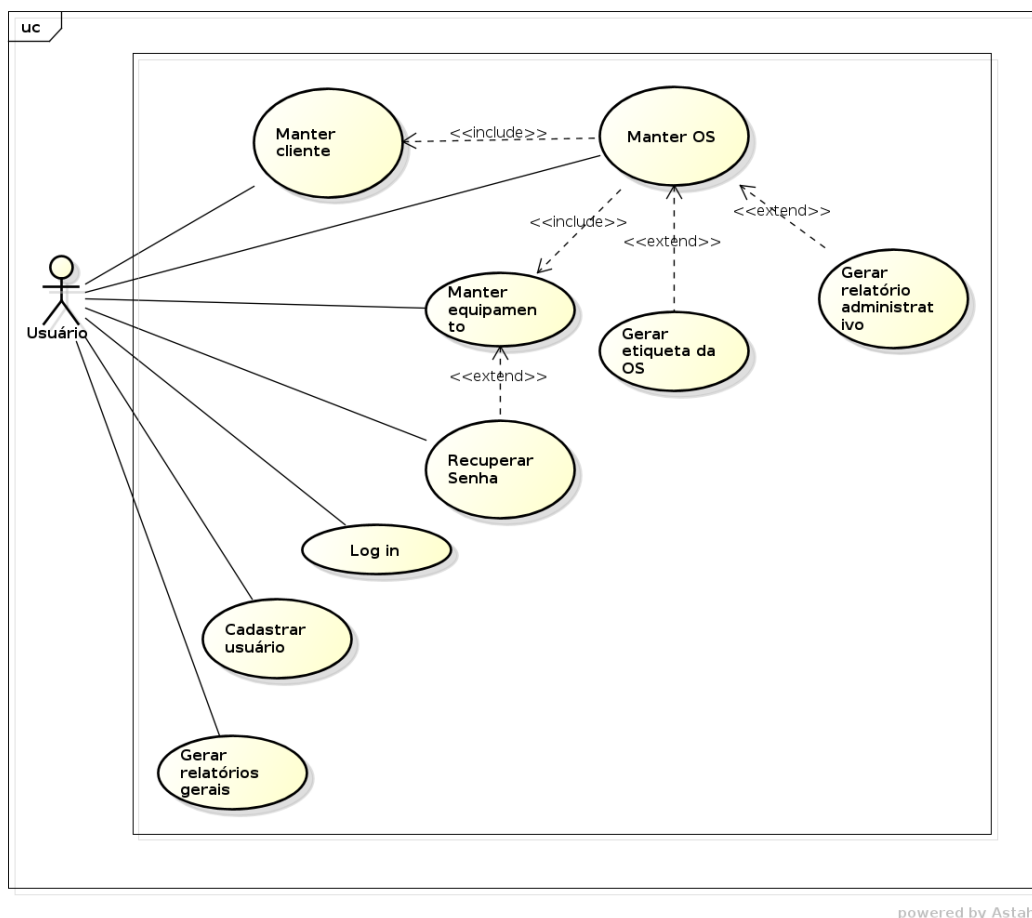 uc
Manter
cliente
<<include>>
Manter OS
<<include>>
<<extend>>
<<extend>>
Usuário
Manter
equipamen
to
Gerar
etiqueta da
OS
Gerar
relatório
administrat
ivo
<<extend>>
Recuperar
Senha
Log in
Cadastrar
usuário
Gerar
relatórios
gerais
powered by Astah